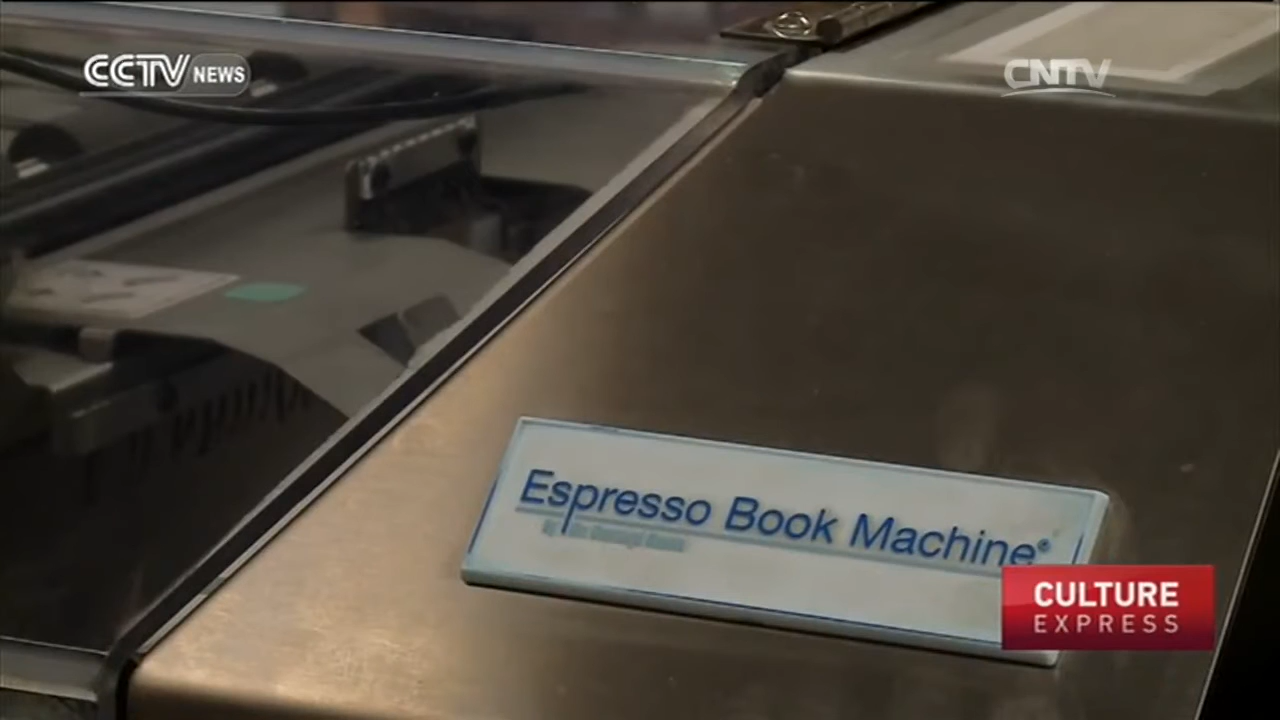 CCTV NEWS
CNTV
Espresso Book Machine®
CULTURE
EXPRESS